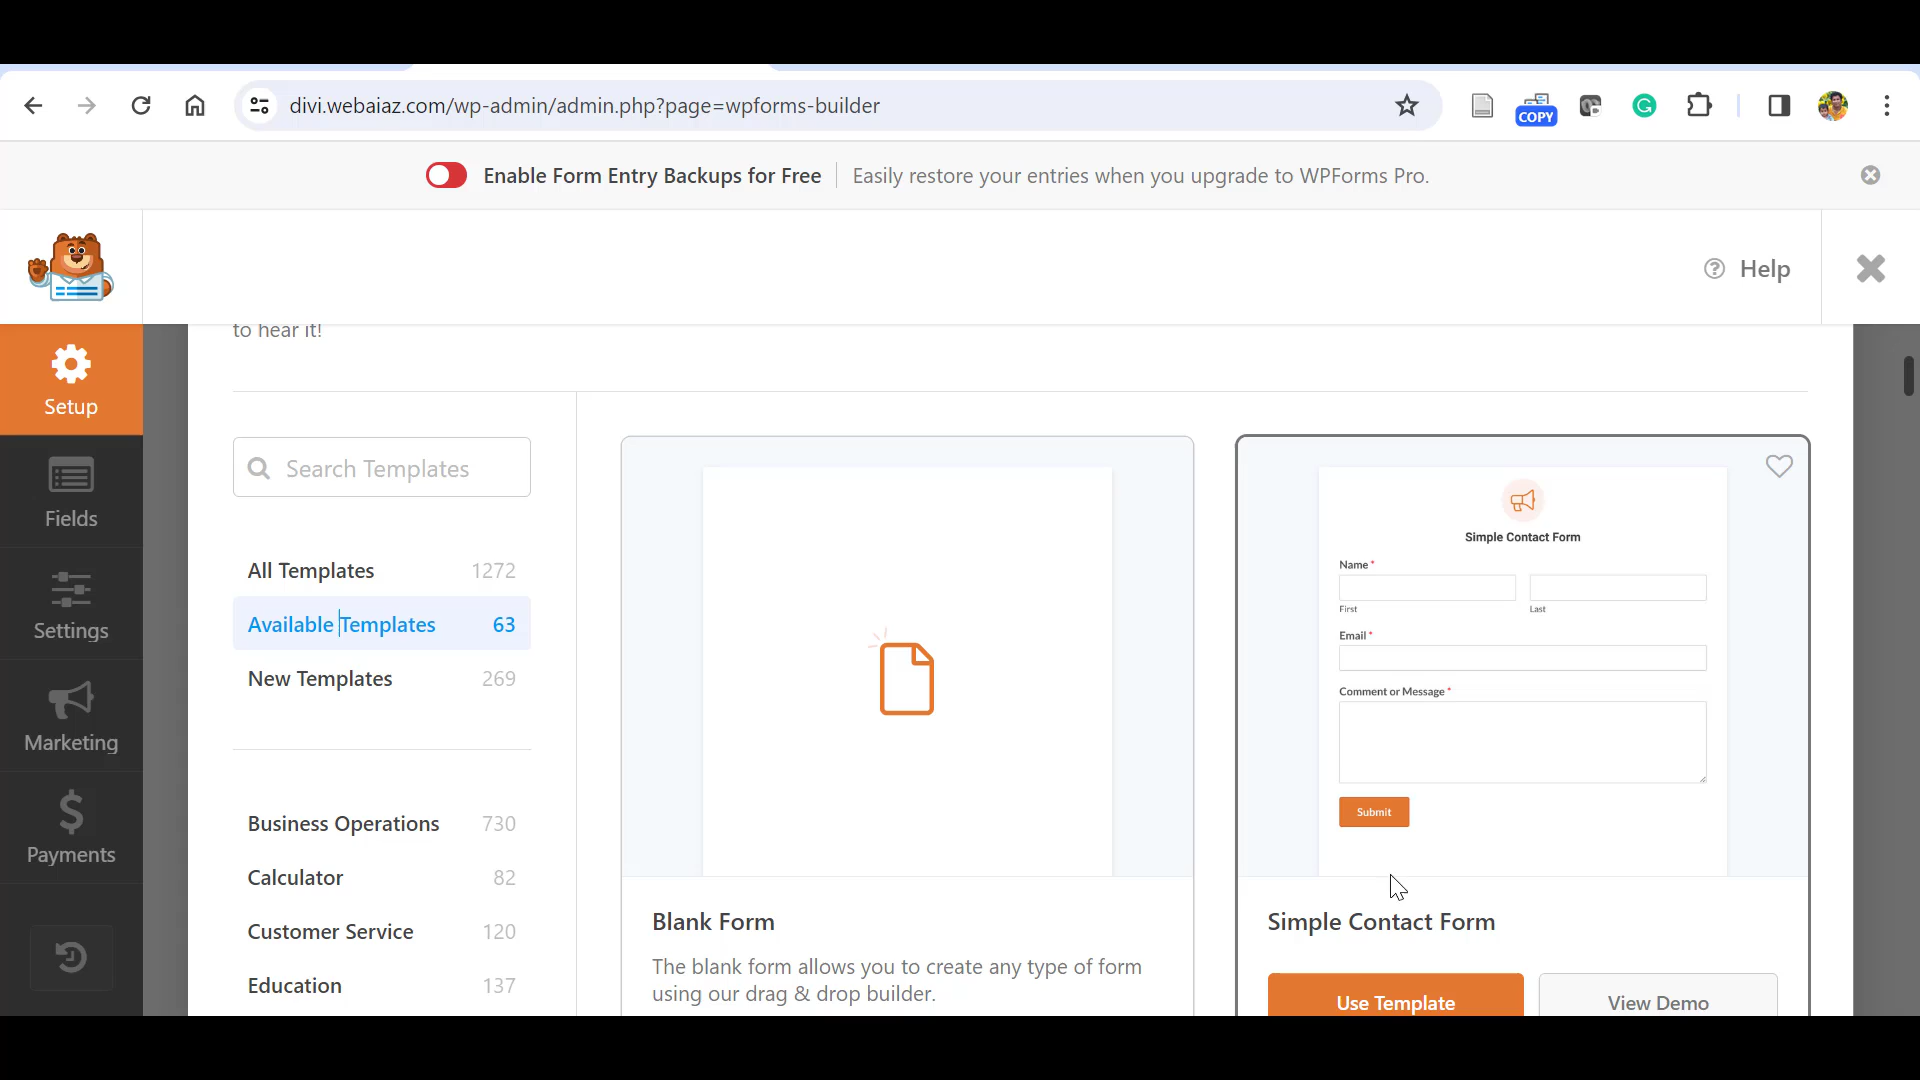 divi.webaiaz.com/wp-admin/admin.php?page=wpforms-builder
COPY
Enable Form Entry Backups for Free
Easily restore your entries when you upgrade to WPForms Pro.
Help
to hear it!
Setup
Fields
Settings
Marketing
Payments
Search Templates
All Templates 1272
Available Templates 63
New Templates 269
Business Operations 730
Calculator 82
Customer Service 120
Education 137
Blank Form
The blank form allows you to create any type of form
using our drag & drop builder.
Simple Contact Form
Name *
First Last
Email *
Comment or Message *
Submit
Simple Contact Form
Use Template View Demo